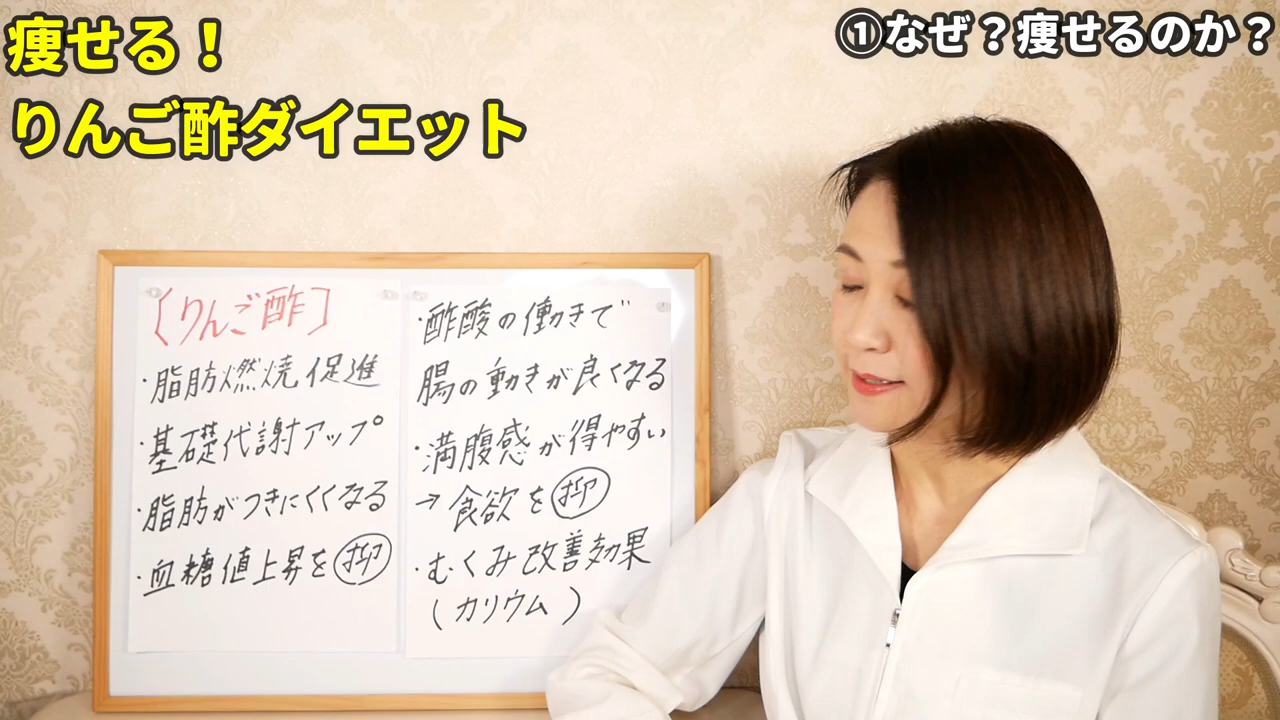 痩せる！
りんご酢ダイエット
①なぜ？痩せるのか？
〔りんご酢〕
・脂肪燃焼促進
・基礎代謝アップ
・脂肪がつきにくくなる
・血糖値上昇を抑
・酢酸の働きで
腸の動きが良くなる
・満腹感が得やすい
→食欲を抑
・むくみ改善効果
(カリウム)